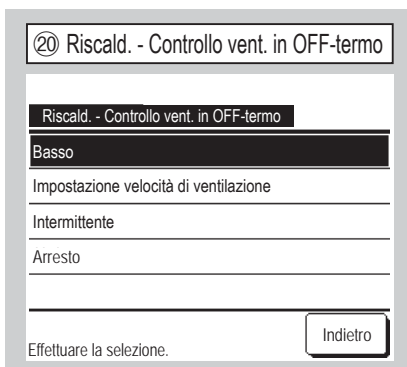 ⑳ Riscald. - Controllo vent. in OFF-termo
Riscald. - Controllo vent. in OFF-termo
Basso
Impostazione velocità di ventilazione
Intermittente
Arresto
Effettuare la selezione.
Indietro